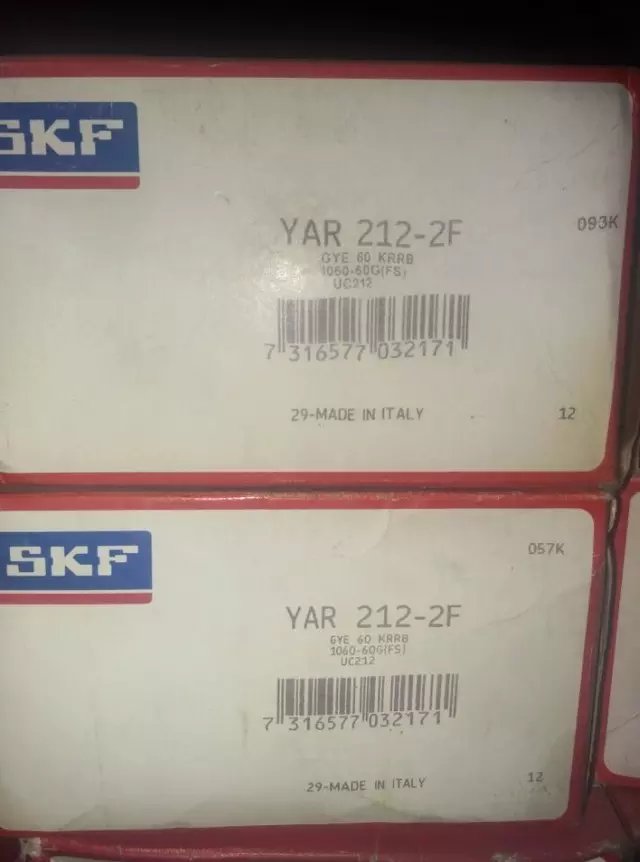 SKF
YAR 212-2F
093K
GYE 60 KRRB
1060-60G(FS)
UC212
7 316577 032171
29-MADE IN ITALY
12
SKF
057K
YAR 212-2F
GYE 60 KRRB
1060-60G(FS)
UC212
7 316577 032171
29-MADE IN ITALY
12